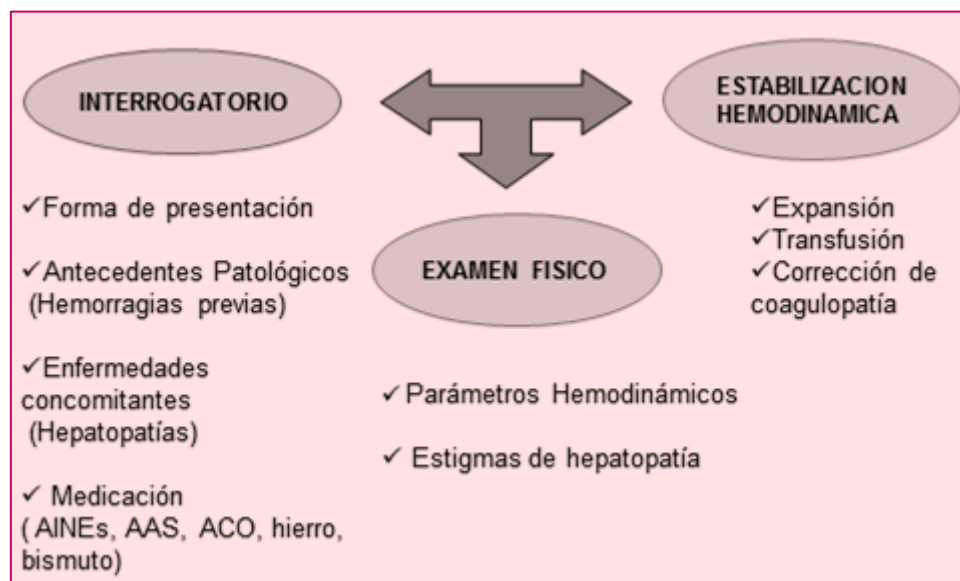 INTERROGATORIO
✓Forma de presentación
✓Antecedentes Patológicos
(Hemorragias previas)
✓Enfermedades
concomitantes
(Hepatopatías)
✓ Medicación
( AINEs, AAS, ACO, hierro,
bismuto)
EXAMEN FISICO
✓Parámetros Hemodinámicos
✓ Estigmas de hepatopatía
ESTABILIZACION
HEMODINAMICA
✓Expansión
✓Transfusión
✓Corrección de
coagulopatía